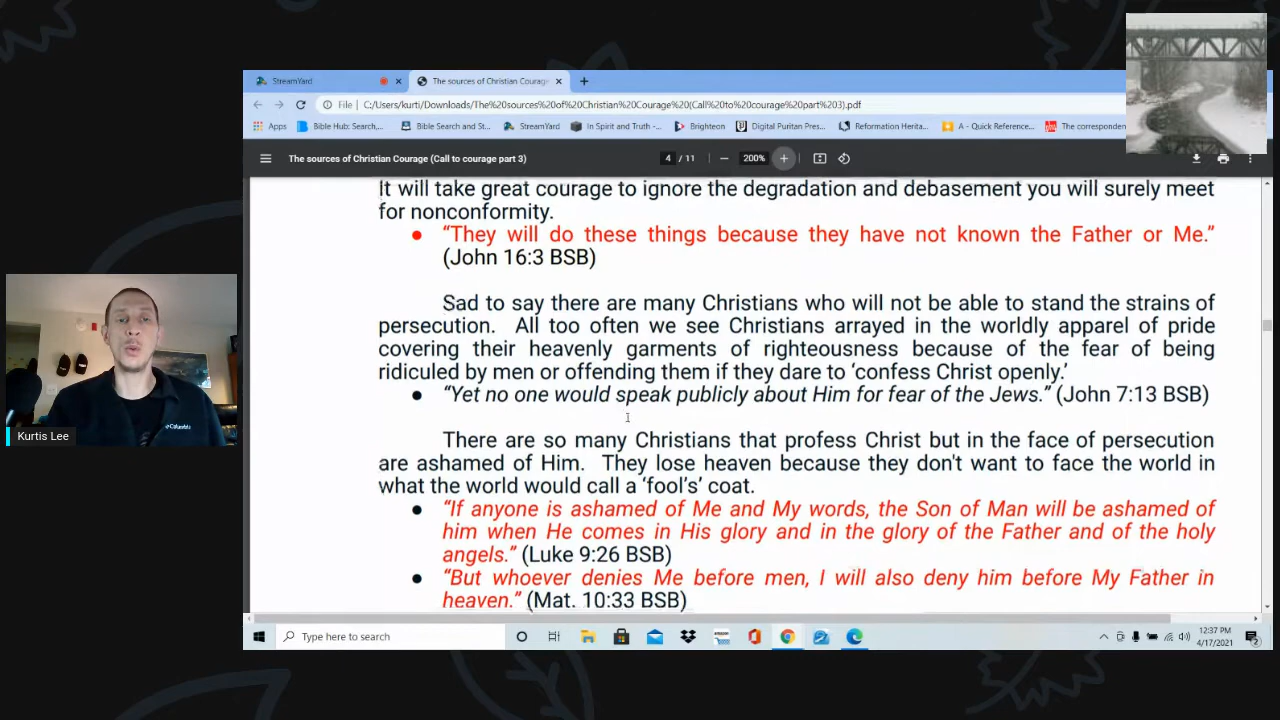 StreamYard
The sources of Christian Courage
File
C:/Users/kurti/Downloads/The%20sources%20of%20Christian%20Courage%20(Call%20to%20courage%20part%203).pdf
Apps
Bible Hub: Search,...
Bible Search and St...
StreamYard
In Spirit and Truth -...
Brighteon
Digital Puritan Pres...
Reformation Herita...
A - Quick Reference...
The corresponden
The sources of Christian Courage (Call to courage part 3)
4 / 11
200%
It will take great courage to ignore the degradation and debasement you will surely meet
for nonconformity.
● “They will do these things because they have not known the Father or Me.”
(John 16:3 BSB)
Sad to say there are many Christians who will not be able to stand the strains of
persecution. All too often we see Christians arrayed in the worldly apparel of pride
covering their heavenly garments of righteousness because of the fear of being
ridiculed by men or offending them if they dare to ‘confess Christ openly.’
● “Yet no one would speak publicly about Him for fear of the Jews.” (John 7:13 BSB)
There are so many Christians that profess Christ but in the face of persecution
are ashamed of Him. They lose heaven because they don't want to face the world in
what the world would call a ‘fool’s’ coat.
● “If anyone is ashamed of Me and My words, the Son of Man will be ashamed of
him when He comes in His glory and in the glory of the Father and of the holy
angels.” (Luke 9:26 BSB)
● “But whoever denies Me before men, I will also deny him before My Father in
heaven.” (Mat. 10:33 BSB)
Kurtis Lee
Columbia
Type here to search
amazon
12:37 PM
4/17/2021
2